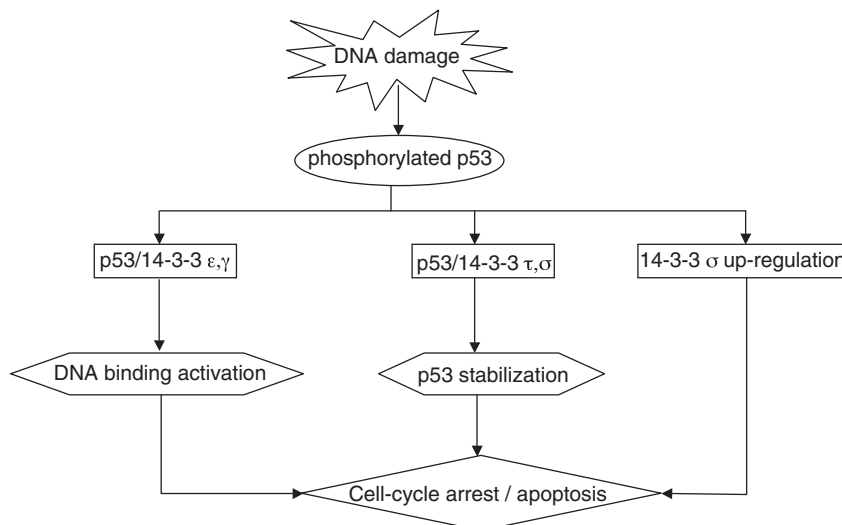 DNA damage
phosphorylated p53
p53/14-3-3 ε,γ
p53/14-3-3 τ,σ
14-3-3 σ up-regulation
DNA binding activation
p53 stabilization
Cell-cycle arrest / apoptosis